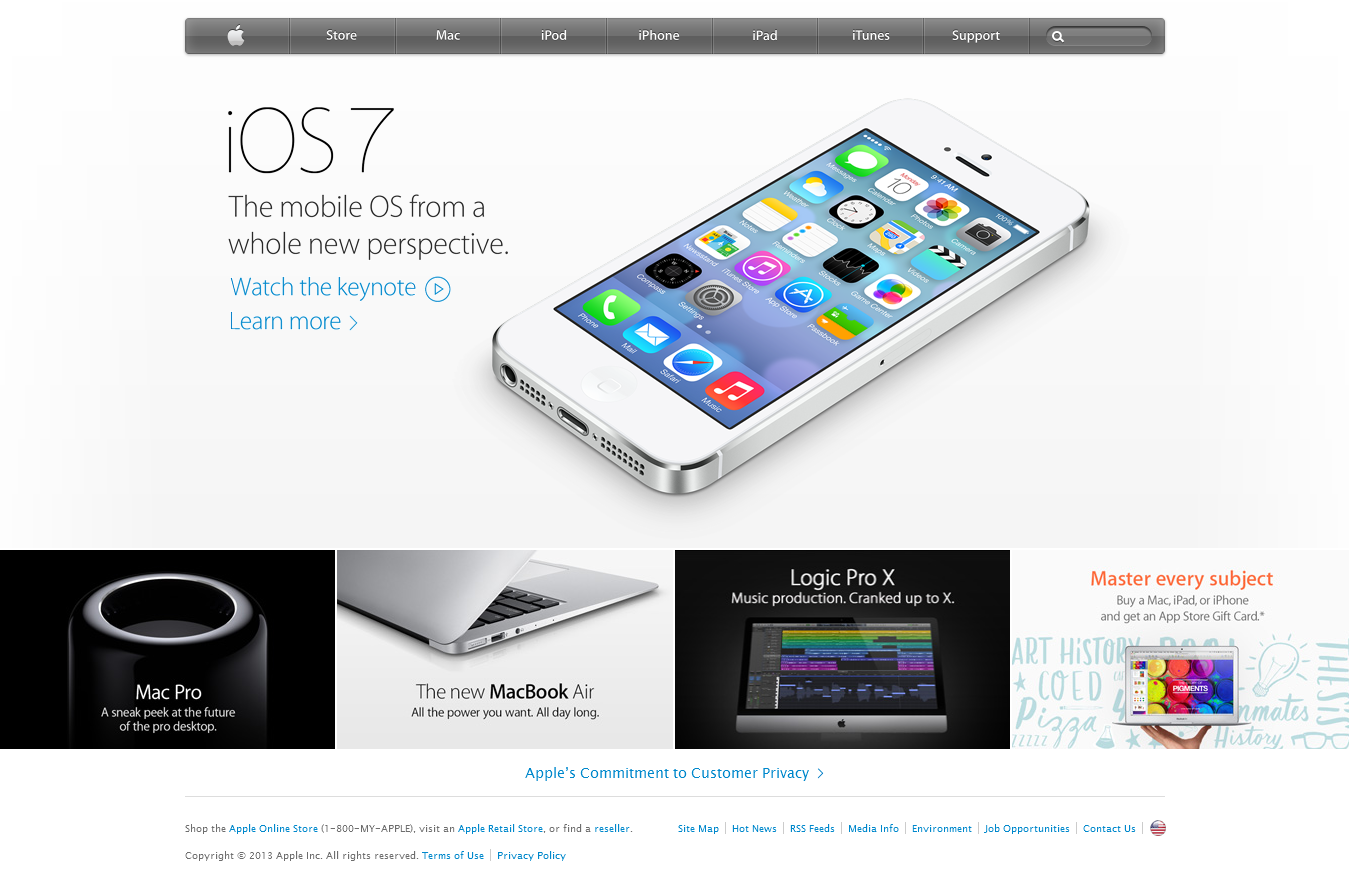 Store Mac iPod iPhone iPad iTunes Support
iOS 7
The mobile OS from a
whole new perspective.
Watch the keynote
Learn more
9:41 AM
100%
Messages
Monday
10
Calendar
Photos
Camera
Weather
Clock
Maps
Videos
Notes
Reminders
Stocks
Game Center
Newsstand
iTunes Store
App Store
Passbook
Compass
Settings
Phone
Mail
Safari
Music
Mac Pro
A sneak peek at the future
of the pro desktop.
The new MacBook Air
All the power you want. All day long.
Logic Pro X
Music production. Cranked up to X.
Master every subject
Buy a Mac, iPad, or iPhone
and get an App Store Gift Card.*
ART HISTORY
COED
Pizza
ZZZZ
PIGMENTS
History
THESIS
Apple's Commitment to Customer Privacy
Shop the Apple Online Store (1-800-MY-APPLE), visit an Apple Retail Store, or find a reseller.
Site Map Hot News RSS Feeds Media Info Environment Job Opportunities Contact Us
Copyright © 2013 Apple Inc. All rights reserved. Terms of Use Privacy Policy